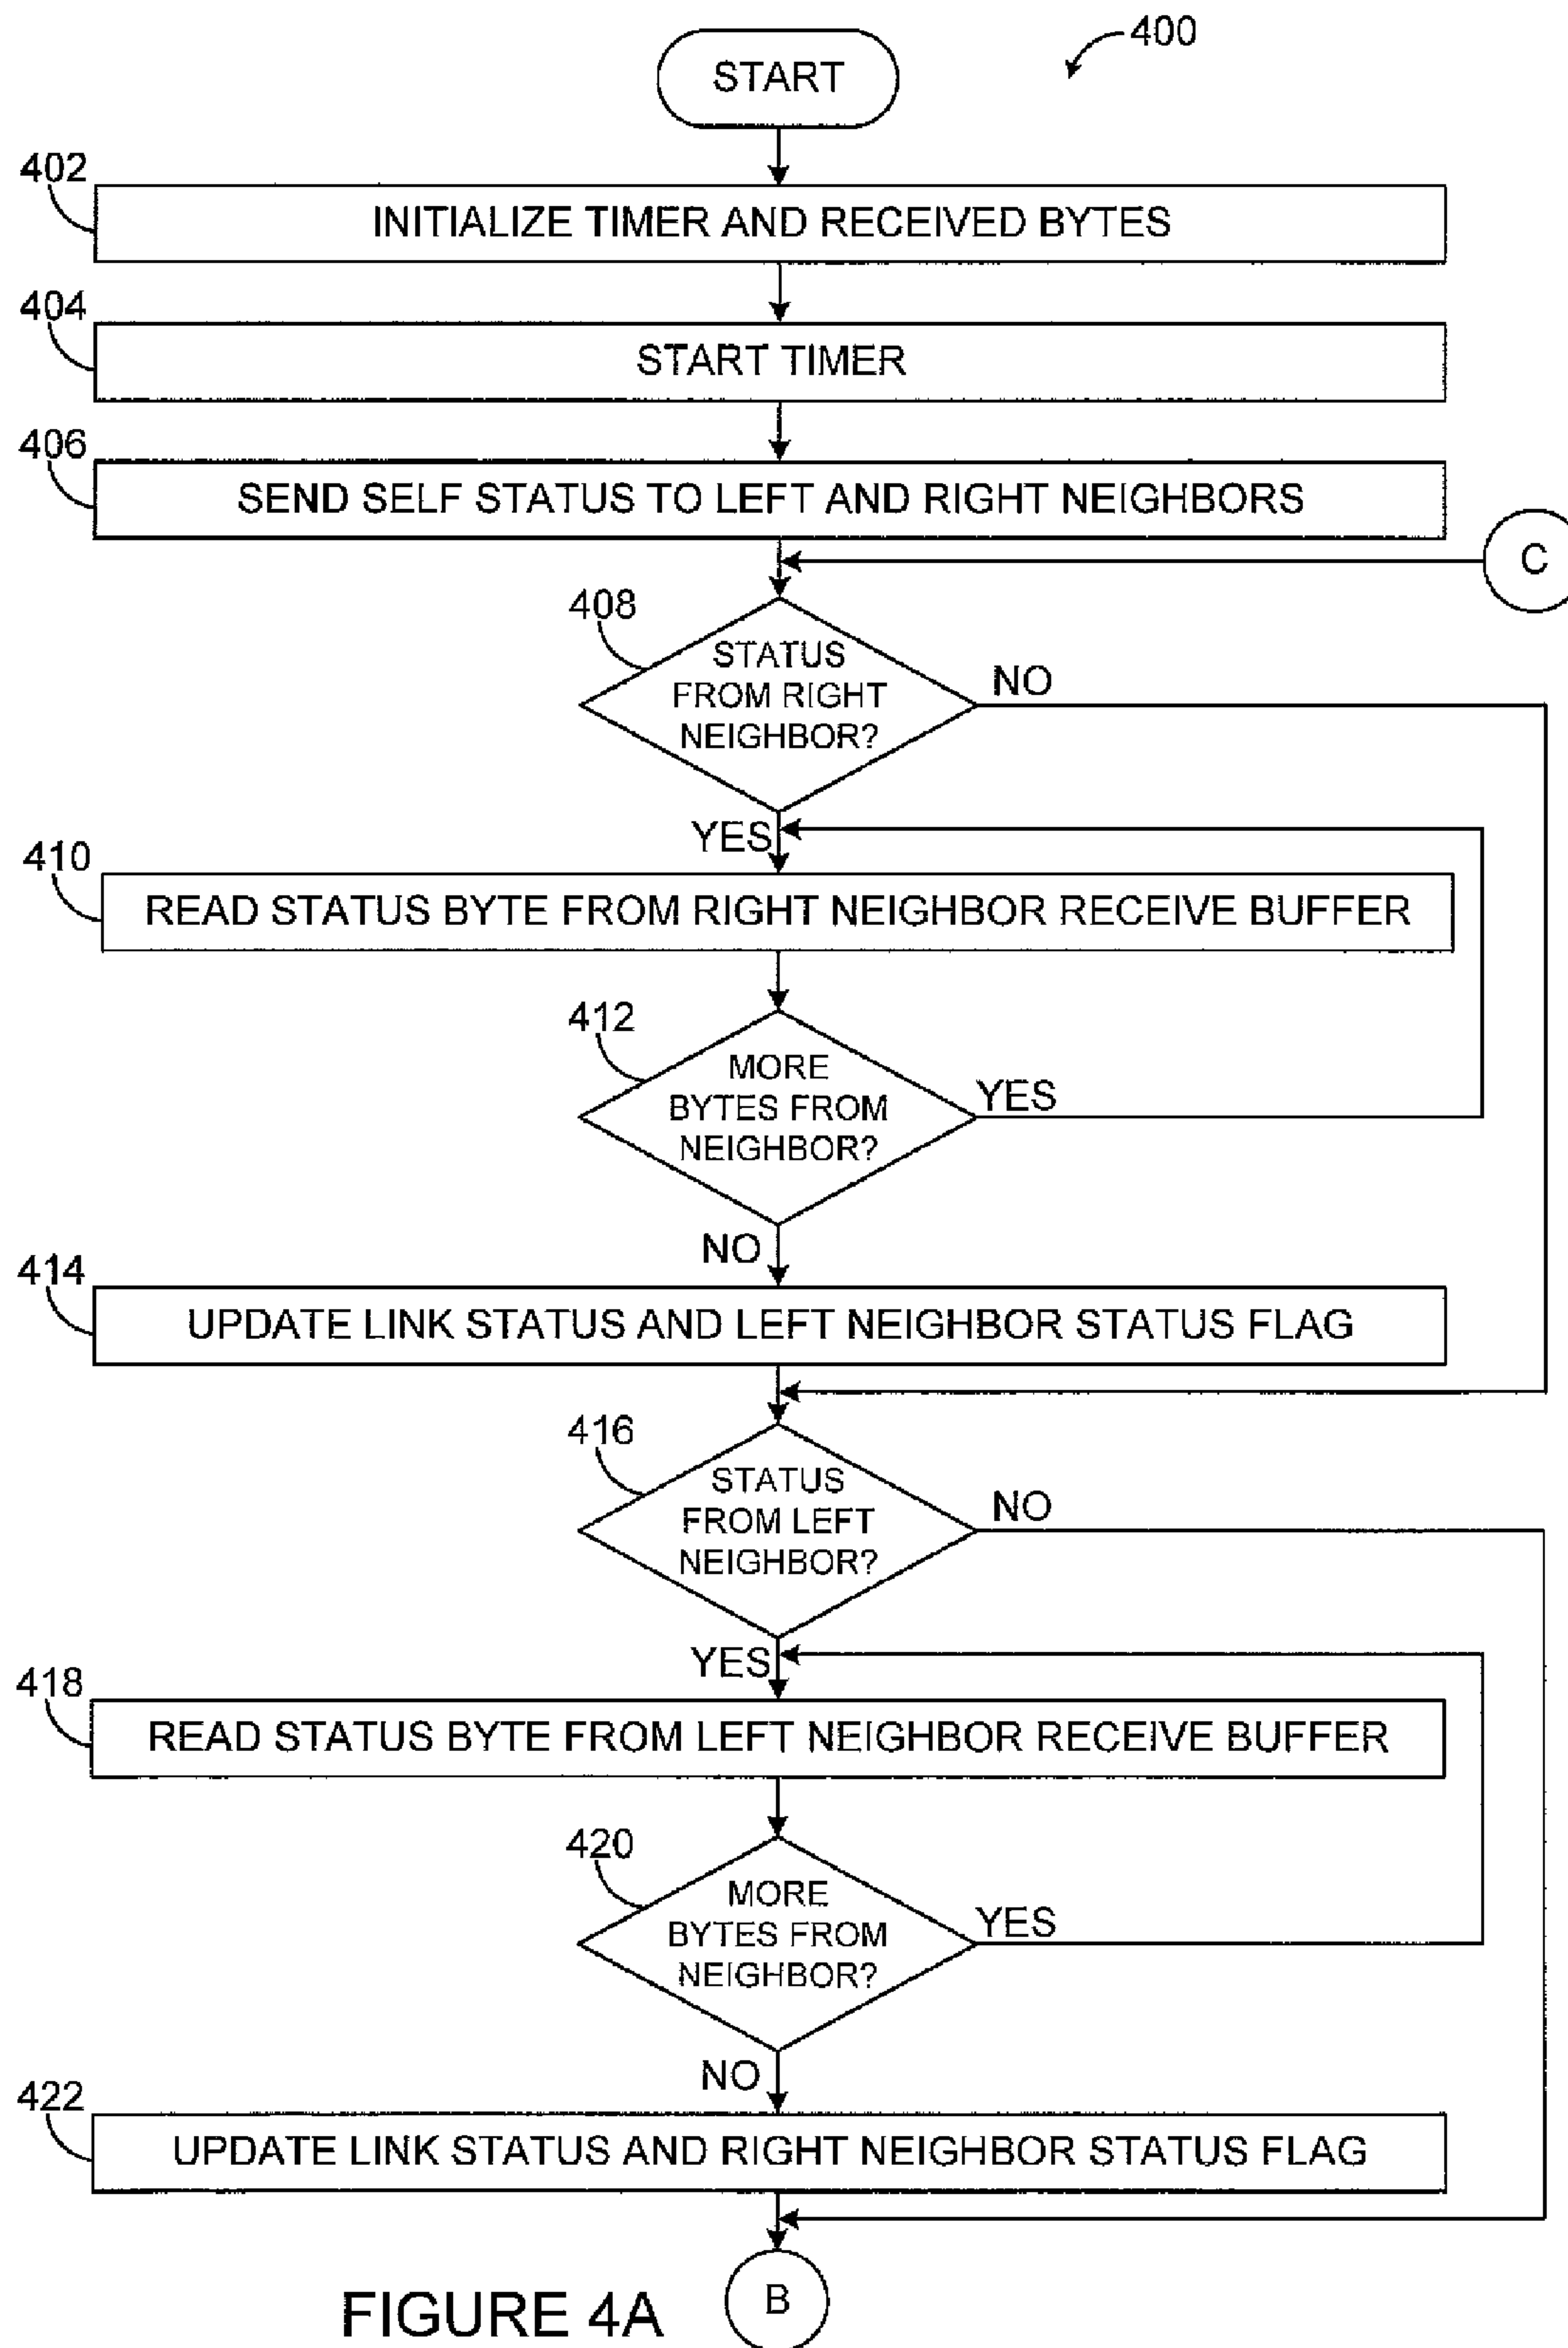 400
START
402
INITIALIZE TIMER AND RECEIVED BYTES
404
START TIMER
406
SEND SELF STATUS TO LEFT AND RIGHT NEIGHBORS
C
408
STATUS
FROM RIGHT
NEIGHBOR?
NO
YES
410
READ STATUS BYTE FROM RIGHT NEIGHBOR RECEIVE BUFFER
412
MORE
BYTES FROM
NEIGHBOR?
YES
NO
414
UPDATE LINK STATUS AND LEFT NEIGHBOR STATUS FLAG
416
STATUS
FROM LEFT
NEIGHBOR?
NO
YES
418
READ STATUS BYTE FROM LEFT NEIGHBOR RECEIVE BUFFER
420
MORE
BYTES FROM
NEIGHBOR?
YES
NO
422
UPDATE LINK STATUS AND RIGHT NEIGHBOR STATUS FLAG
B
FIGURE 4A